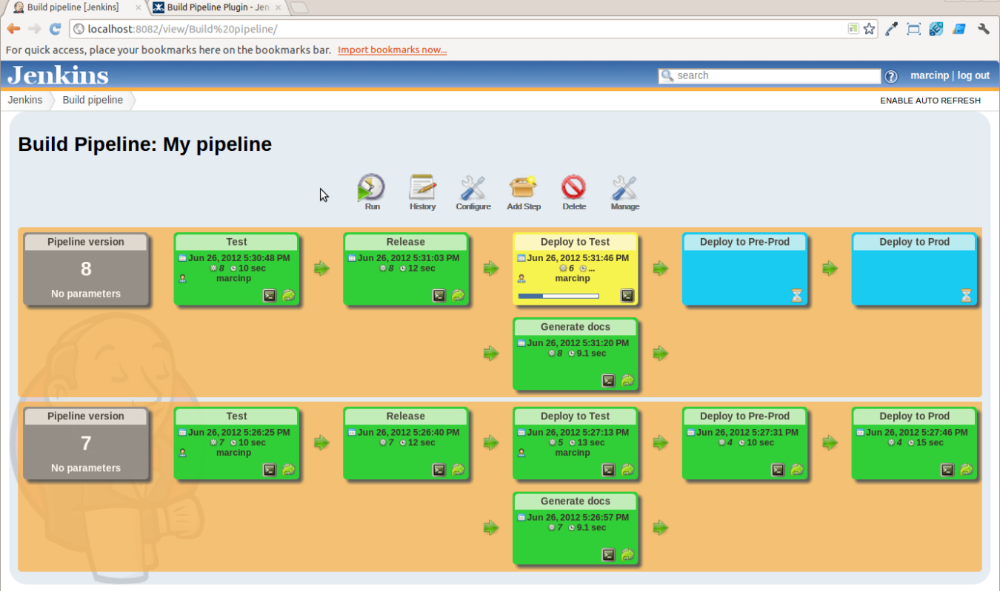 Build pipeline [Jenkins]
Build Pipeline Plugin - Jen
localhost:8082/view/Build%20pipeline/
For quick access, place your bookmarks here on the bookmarks bar. Import bookmarks now...
Jenkins
search
marcinp | log out
Jenkins
Build pipeline
ENABLE AUTO REFRESH
Build Pipeline: My pipeline
Run
History
Configure
Add Step
Delete
Manage
Pipeline version
8
No parameters
Test
Jun 26, 2012 5:30:48 PM
8 10 sec
marcinp
Release
Jun 26, 2012 5:31:03 PM
8 12 sec
Deploy to Test
Jun 26, 2012 5:31:46 PM
6 ...
marcinp
Deploy to Pre-Prod
Deploy to Prod
Generate docs
Jun 26, 2012 5:31:20 PM
8 9.1 sec
Pipeline version
7
No parameters
Test
Jun 26, 2012 5:26:25 PM
7 10 sec
marcinp
Release
Jun 26, 2012 5:26:40 PM
7 12 sec
Deploy to Test
Jun 26, 2012 5:27:13 PM
5 13 sec
marcinp
Deploy to Pre-Prod
Jun 26, 2012 5:27:31 PM
4 10 sec
Deploy to Prod
Jun 26, 2012 5:27:46 PM
4 15 sec
Generate docs
Jun 26, 2012 5:26:57 PM
7 9.1 sec